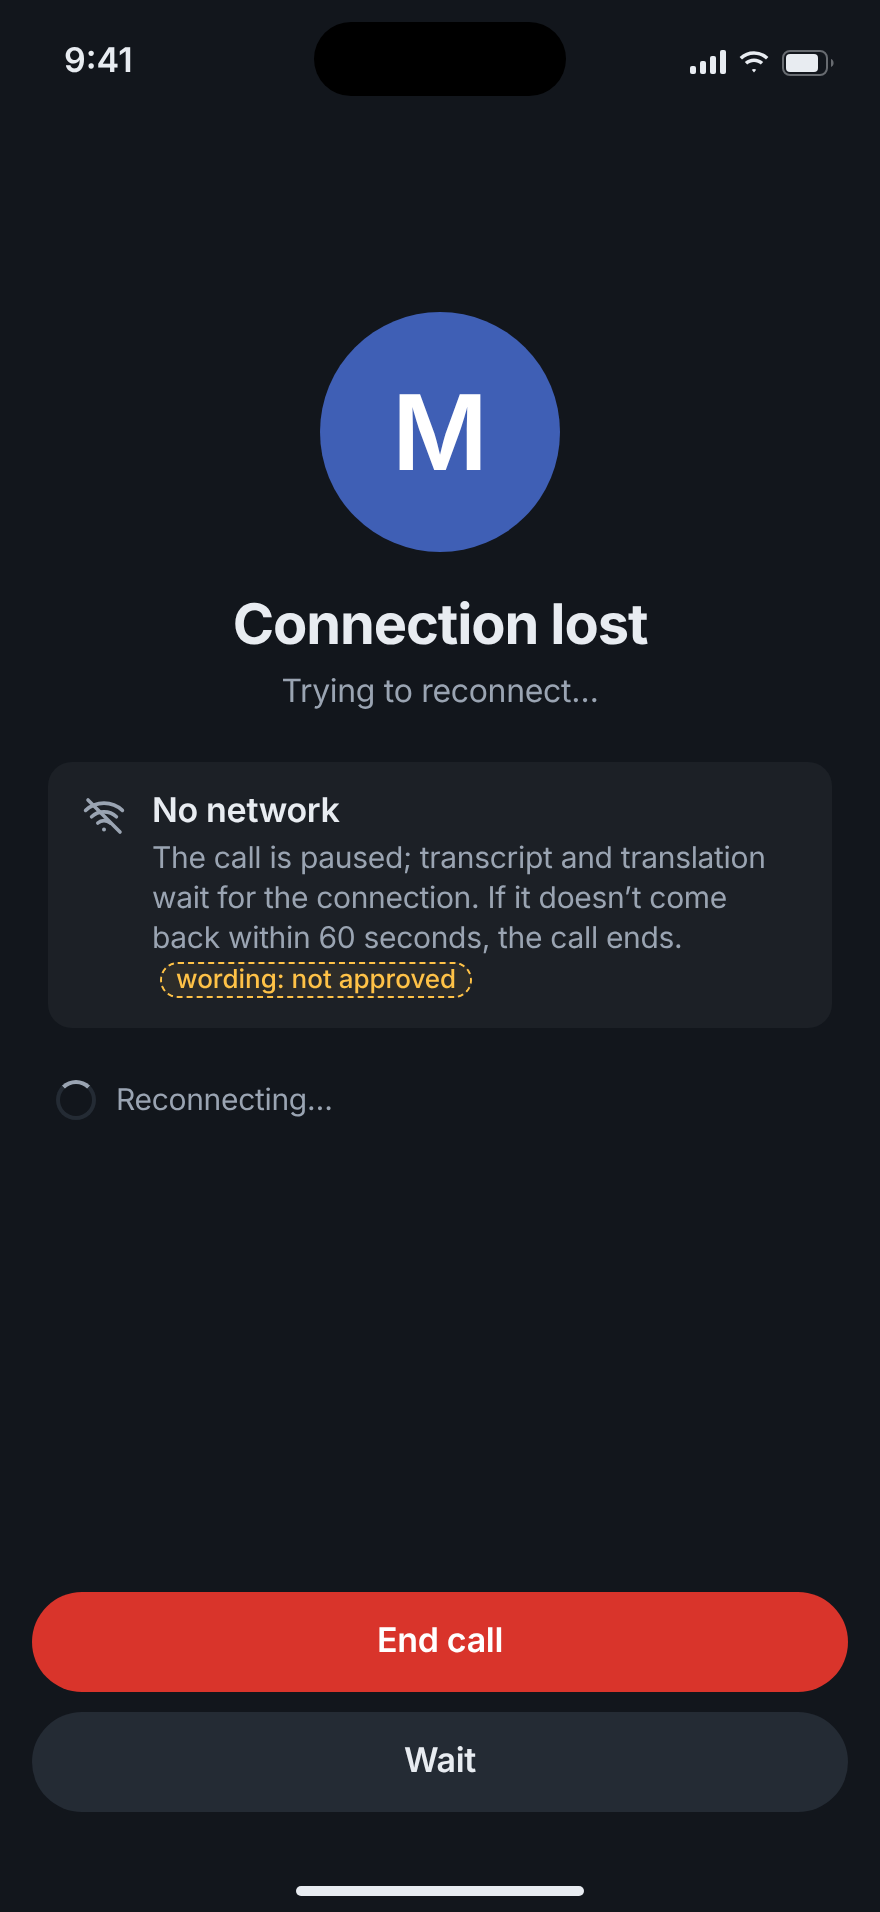 9:41
M
Connection lost
Trying to reconnect...
No network
The call is paused; transcript and translation
wait for the connection. If it doesn’t come
back within 60 seconds, the call ends.
wording: not approved
Reconnecting...
End call
Wait